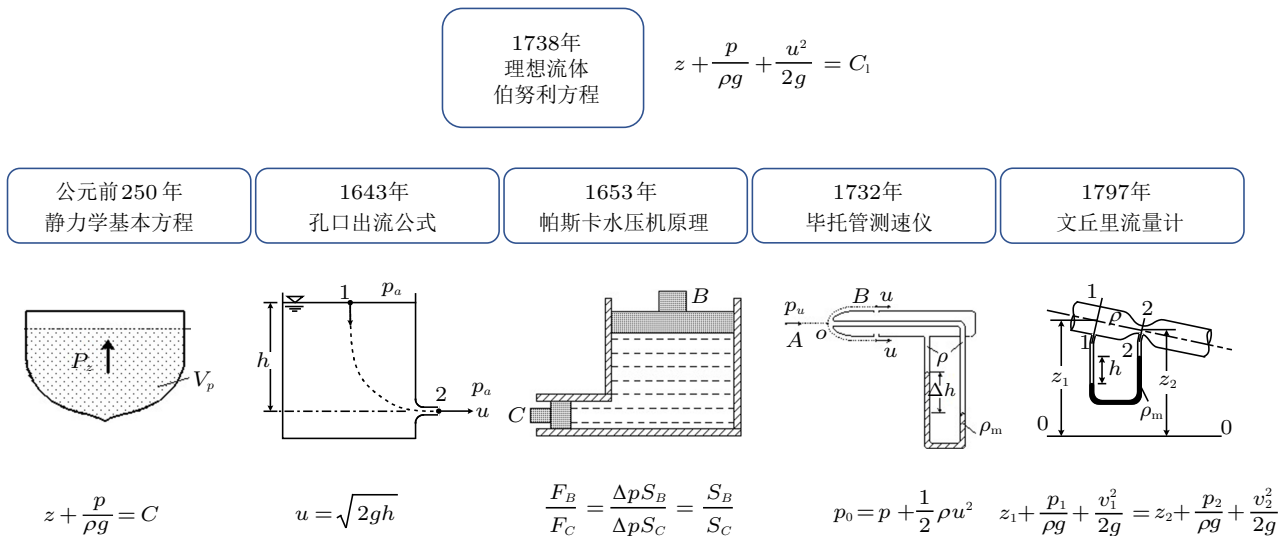 1738年
理想流体
伯努利方程
z + p/ρg + u²/2g = C₁
公元前250 年
静力学基本方程
1643年
孔口出流公式
1653年
帕斯卡水压机原理
1732年
毕托管测速仪
1797年
文丘里流量计
P_z
V_p
1
p_a
h
2
p_a
u
B
C
p_u
A
o
B
u
u
ρ
Δh
ρ_m
1
2
ρ
1
2
h
z₁
z₂
ρ_m
0
0
z + p/ρg = C
u = √2gh
F_B/F_C = ΔpS_B/ΔpS_C = S_B/S_C
p₀ = p + 1/2 ρu²
z₁ + p₁/ρg + v₁²/2g = z₂ + p₂/ρg + v₂²/2g